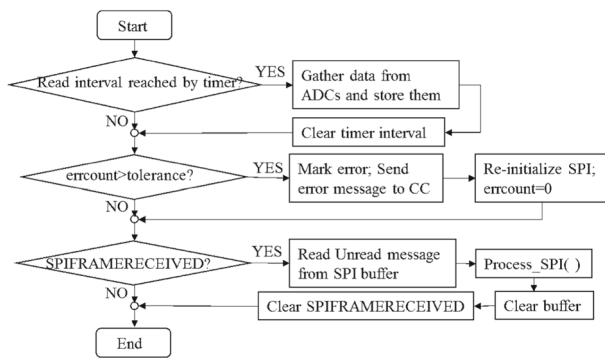 Start
Read interval reached by timer?
YES
Gather data from
ADCs and store them
NO
Clear timer interval
errcount>tolerance?
YES
Mark error; Send
error message to CC
Re-initialize SPI;
errcount=0
NO
SPIFRAMERECEIVED?
YES
Read Unread message
from SPI buffer
Process_SPI( )
NO
Clear SPIFRAMERECEIVED
Clear buffer
End